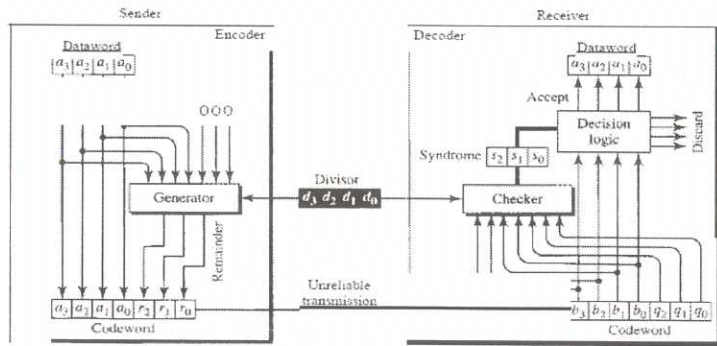 Sender
Receiver
Encoder
Decoder
Dataword
a3 a2 a1 a0
Dataword
a3 a2 a1 a0
Accept
OOO
Decision
logic
Discard
Syndrome
s2 s1 s0
Divisor
d3 d2 d1 d0
Generator
Checker
Remainder
Unreliable
transmission
a3 a2 a1 a0 r2 r1 r0
Codeword
b3 b2 b1 b0 q2 q1 q0
Codeword